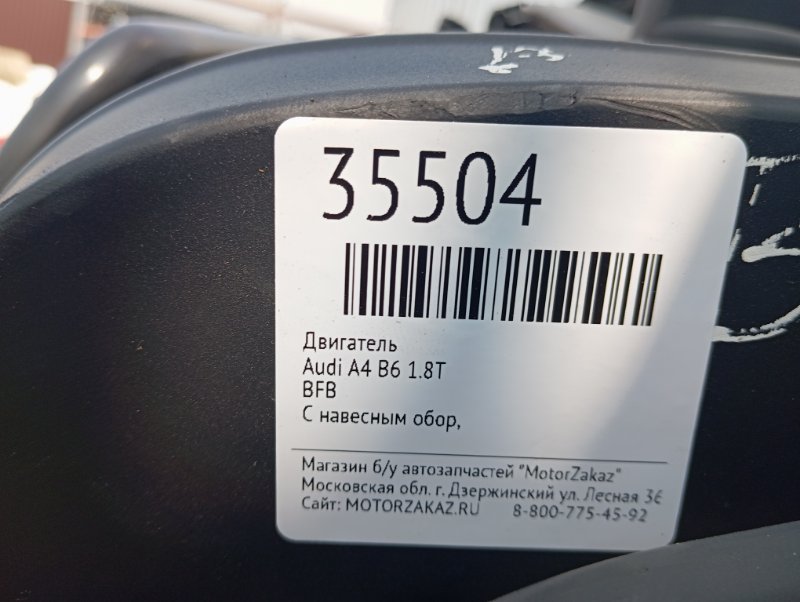 35504
Двигатель
Audi A4 B6 1.8T
BFB
С навесным обор,
Магазин б/у автозапчастей "MotorZakaz"
Московская обл. г. Дзержинский ул. Лесная 36
Сайт: MOTORZAKAZ.RU 8-800-775-45-92